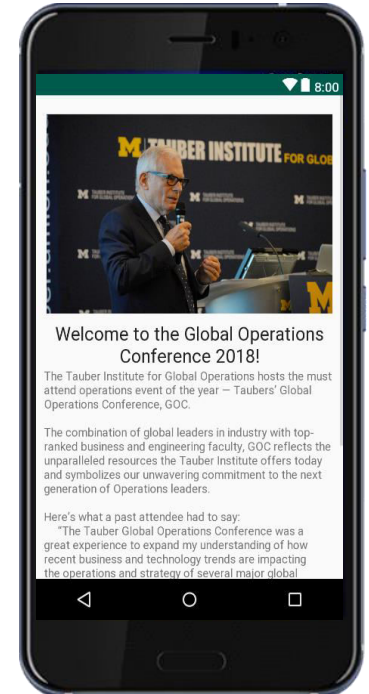 8:00
M TAUBER INSTITUTE FOR GLOB
M TAUBER INSTITUTE
FOR GLOBAL OPERATIONS
M
M
M
Welcome to the Global Operations
Conference 2018!
The Tauber Institute for Global Operations hosts the must
attend operations event of the year — Taubers' Global
Operations Conference, GOC.
The combination of global leaders in industry with top-
ranked business and engineering faculty, GOC reflects the
unparalleled resources the Tauber Institute offers today
and symbolizes our unwavering commitment to the next
generation of Operations leaders.
Here's what a past attendee had to say:
"The Tauber Global Operations Conference was a
great experience to expand my understanding of how
recent business and technology trends are impacting
the operations and strategy of several major global